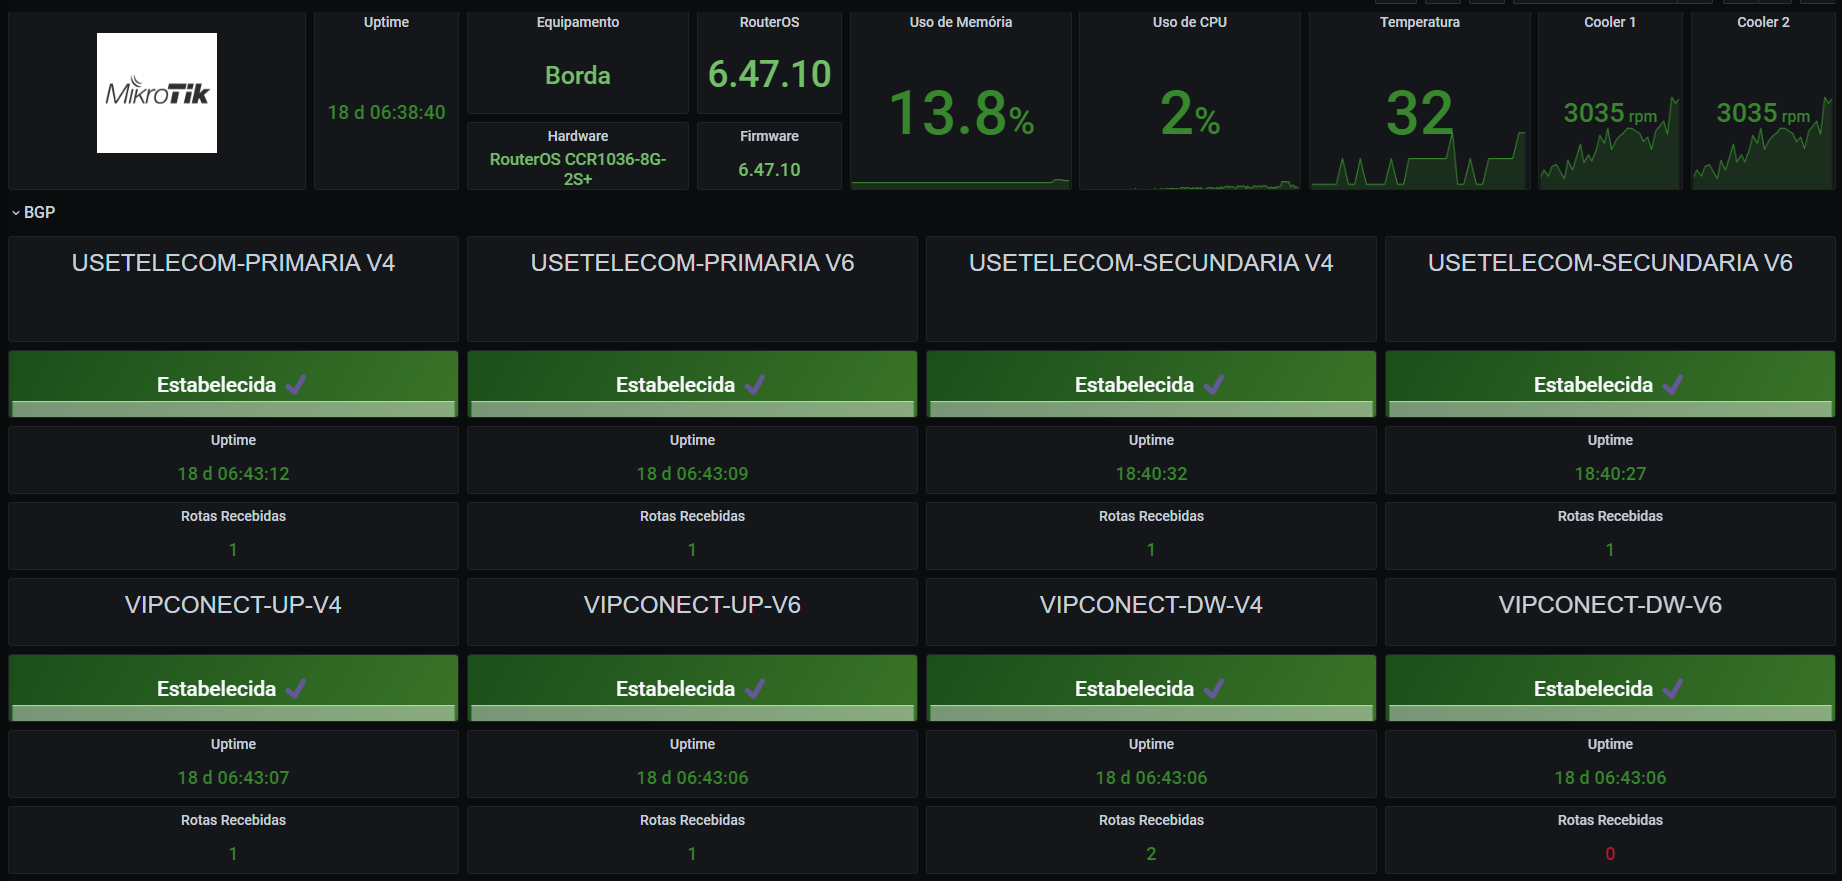 MikroTik
Uptime
18 d 06:38:40
Equipamento
Borda
Hardware
RouterOS CCR1036-8G-
2S+
RouterOS
6.47.10
Firmware
6.47.10
Uso de Memória
13.8%
Uso de CPU
2%
Temperatura
32
Cooler 1
3035 rpm
Cooler 2
3035 rpm
BGP
USETELECOM-PRIMARIA V4
USETELECOM-PRIMARIA V6
USETELECOM-SECUNDARIA V4
USETELECOM-SECUNDARIA V6
Estabelecida
Estabelecida
Estabelecida
Estabelecida
Uptime
18 d 06:43:12
Uptime
18 d 06:43:09
Uptime
18:40:32
Uptime
18:40:27
Rotas Recebidas
1
Rotas Recebidas
1
Rotas Recebidas
1
Rotas Recebidas
1
VIPCONECT-UP-V4
VIPCONECT-UP-V6
VIPCONECT-DW-V4
VIPCONECT-DW-V6
Estabelecida
Estabelecida
Estabelecida
Estabelecida
Uptime
18 d 06:43:07
Uptime
18 d 06:43:06
Uptime
18 d 06:43:06
Uptime
18 d 06:43:06
Rotas Recebidas
1
Rotas Recebidas
1
Rotas Recebidas
2
Rotas Recebidas
0